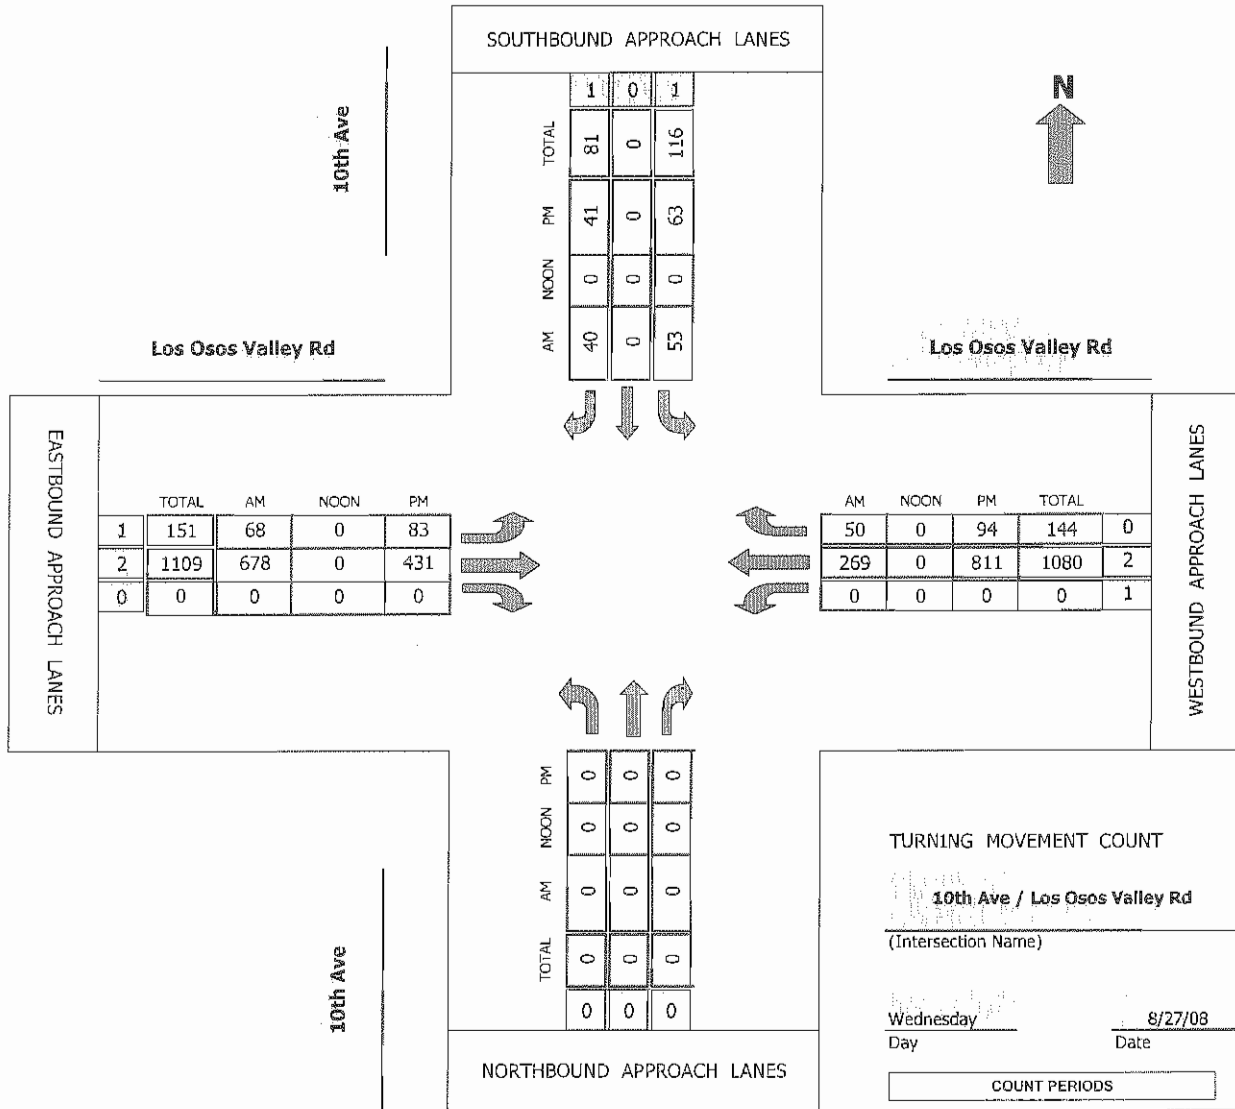 SOUTHBOUND APPROACH LANES
1 0 1
TOTAL 81 0 116
PM 41 0 63
NOON 0 0 0
AM 40 0 53
N
10th Ave
Los Osos Valley Rd
Los Osos Valley Rd
EASTBOUND APPROACH LANES
TOTAL AM NOON PM
1 151 68 0 83
2 1109 678 0 431
0 0 0 0 0
AM NOON PM TOTAL
50 0 94 144 0
269 0 811 1080 2
0 0 0 0 1
WESTBOUND APPROACH LANES
PM 0 0 0
NOON 0 0 0
AM 0 0 0
TOTAL 0 0 0
0 0 0
NORTHBOUND APPROACH LANES
10th Ave
TURN1NG MOVEMENT COUNT
10th Ave / Los Osos Valley Rd
(Intersection Name)
Wednesday 8/27/08
Day Date
COUNT PERIODS